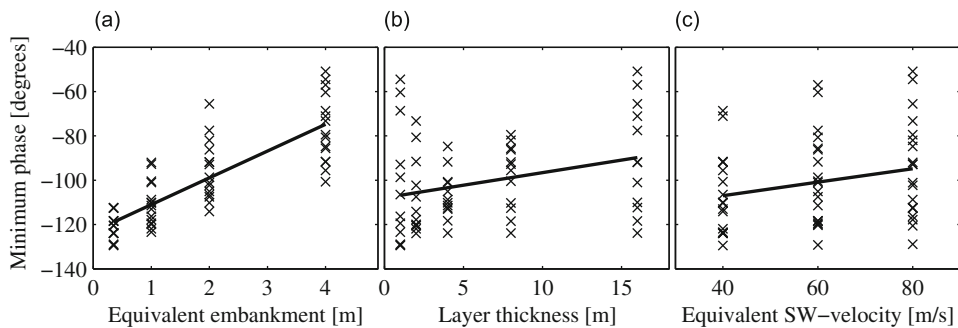 (a) (b) (c)
Minimum phase [degrees]
−40
−60
−80
−100
−120
−140
0 1 2 3 4
0 5 10 15
40 60 80
Equivalent embankment [m] Layer thickness [m] Equivalent SW−velocity [m/s]